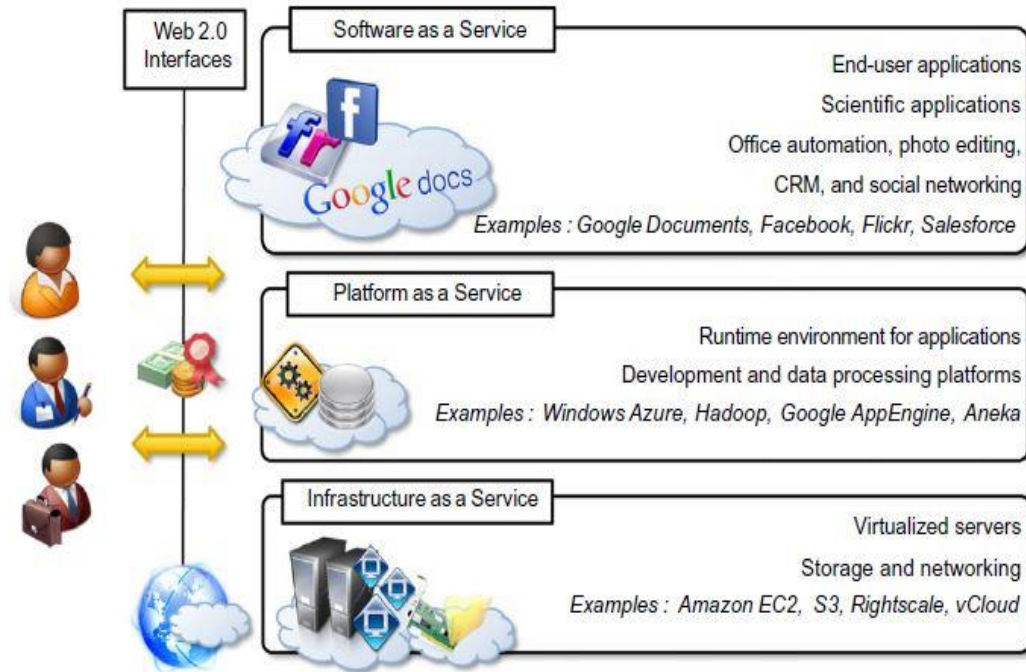 Web 2.0
Interfaces
Software as a Service
End-user applications
Scientific applications
Office automation, photo editing,
CRM, and social networking
Examples : Google Documents, Facebook, Flickr, Salesforce
f
fr
Google docs
Platform as a Service
Runtime environment for applications
Development and data processing platforms
Examples : Windows Azure, Hadoop, Google AppEngine, Aneka
Infrastructure as a Service
Virtualized servers
Storage and networking
Examples : Amazon EC2, S3, Rightscale, vCloud